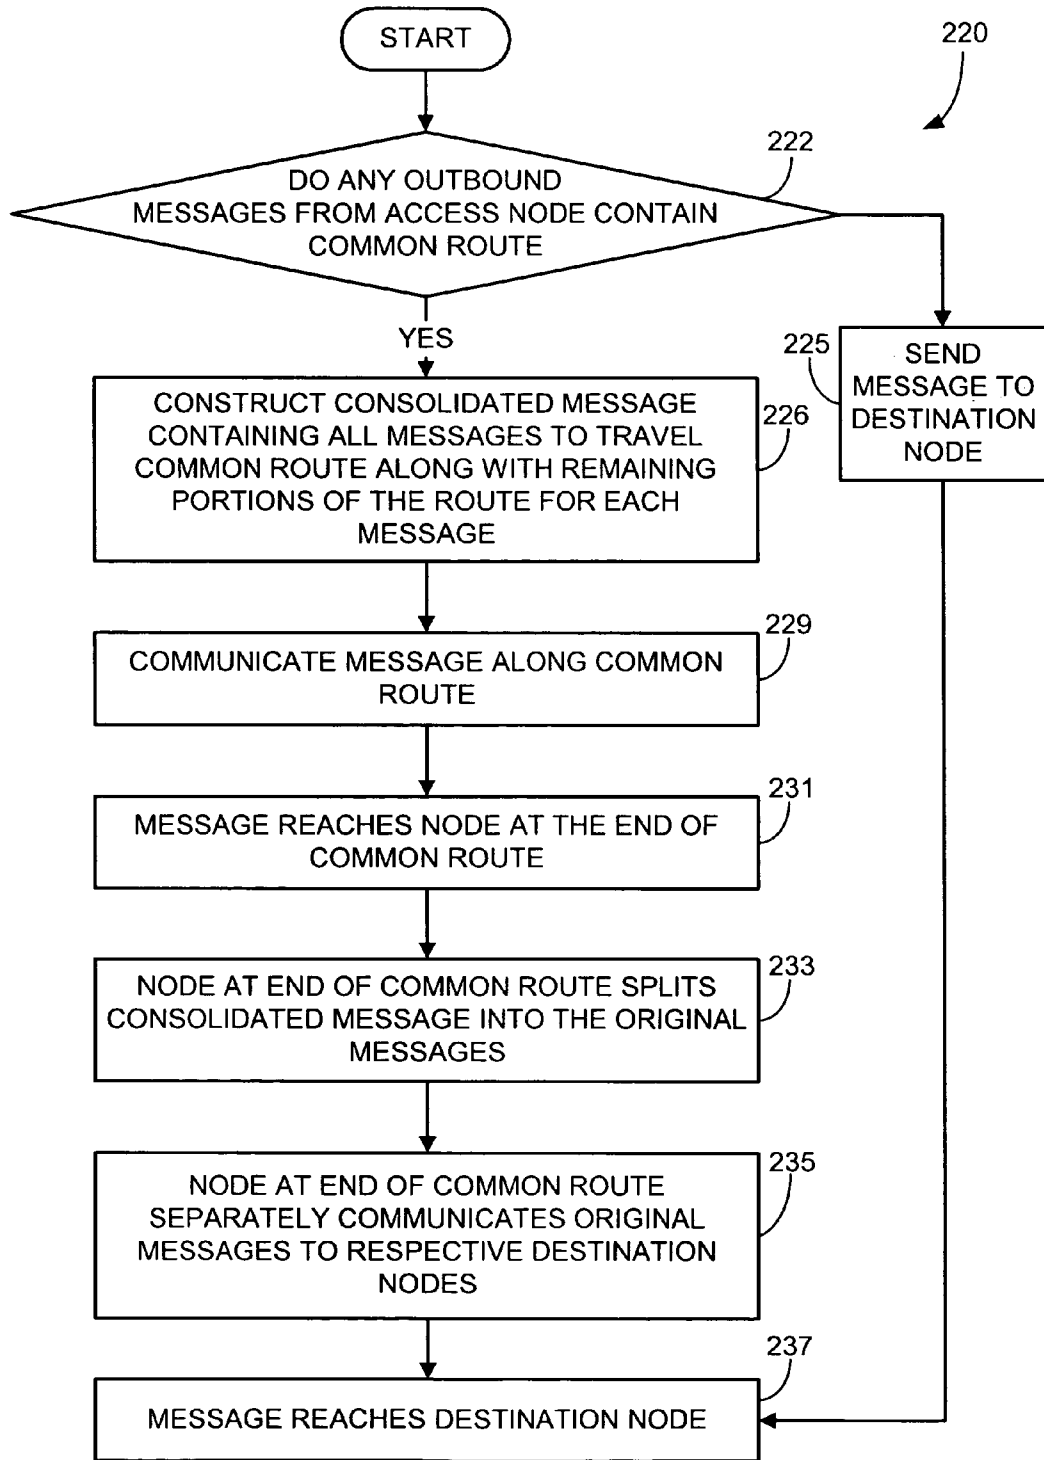 START
220
222
DO ANY OUTBOUND
MESSAGES FROM ACCESS NODE CONTAIN
COMMON ROUTE
YES
225
SEND
MESSAGE TO
DESTINATION
NODE
226
CONSTRUCT CONSOLIDATED MESSAGE
CONTAINING ALL MESSAGES TO TRAVEL
COMMON ROUTE ALONG WITH REMAINING
PORTIONS OF THE ROUTE FOR EACH
MESSAGE
229
COMMUNICATE MESSAGE ALONG COMMON
ROUTE
231
MESSAGE REACHES NODE AT THE END OF
COMMON ROUTE
233
NODE AT END OF COMMON ROUTE SPLITS
CONSOLIDATED MESSAGE INTO THE ORIGINAL
MESSAGES
235
NODE AT END OF COMMON ROUTE
SEPARATELY COMMUNICATES ORIGINAL
MESSAGES TO RESPECTIVE DESTINATION
NODES
237
MESSAGE REACHES DESTINATION NODE